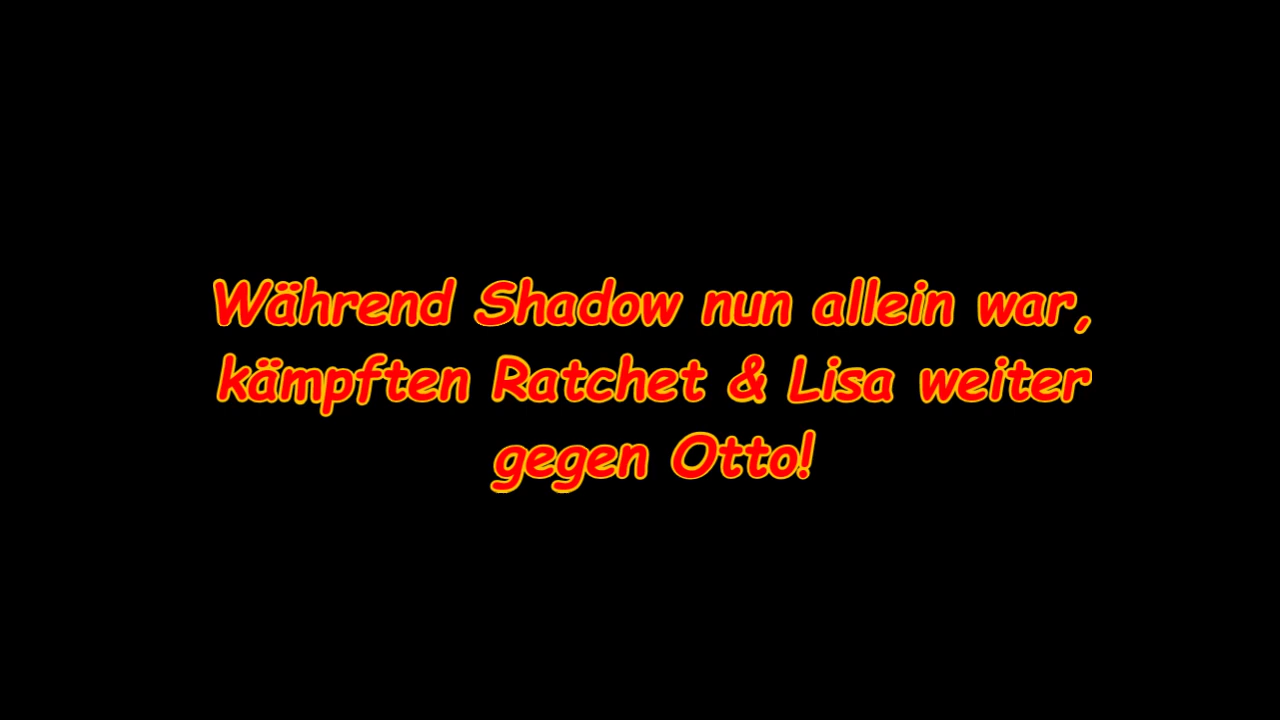 Während Shadow nun allein war,
kämpften Ratchet & Lisa weiter
gegen Otto!